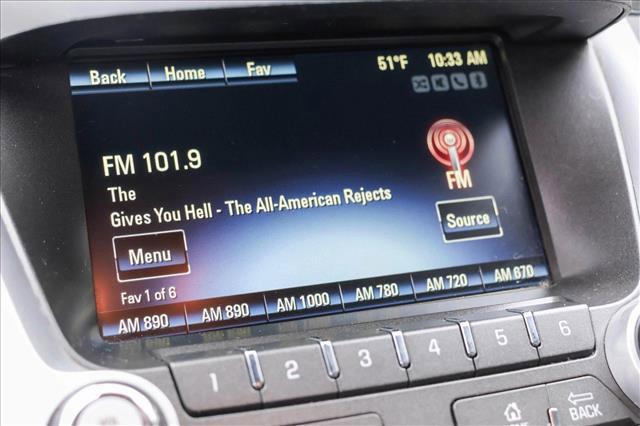 Back Home Fav 51°F 10:33 AM
FM 101.9
The
Gives You Hell - The All-American Rejects
FM
Menu Source
Fav 1 of 6
AM 890 AM 890 AM 1000 AM 780 AM 720 AM 670
1 2 3 4 5 6
BACK